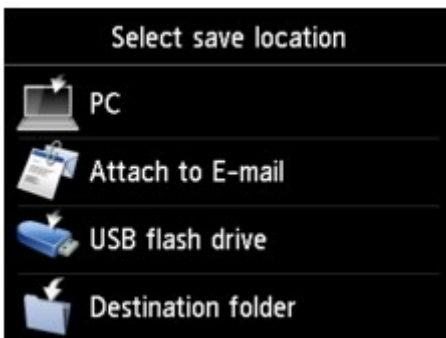 Select save location
PC
Attach to E-mail
USB flash drive
Destination folder